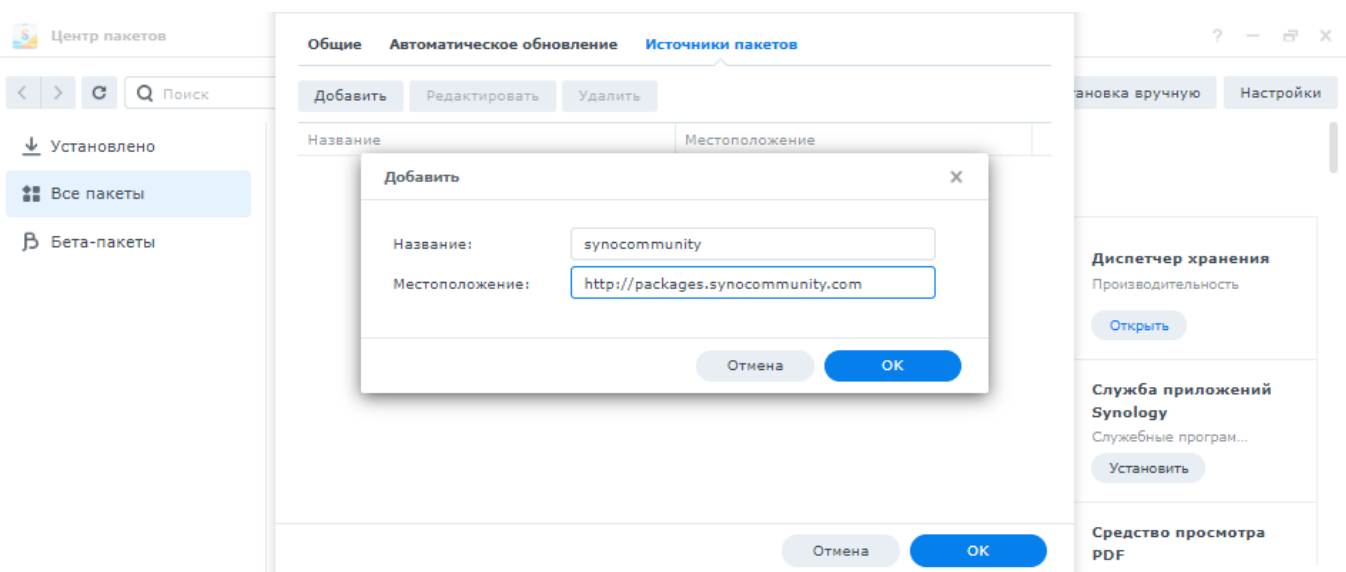 Центр пакетов
Общие Автоматическое обновление Источники пакетов
Поиск
Добавить Редактировать Удалить
вручную Настройки
Установлено
Все пакеты
Бета-пакеты
Название Местоположение
Добавить
Название: synocommunity
Местоположение: http://packages.synocommunity.com
Отмена OK
Отмена OK
Диспетчер хранения
Производительность
Открыть
Служба приложений
Synology
Служебные програм...
Установить
Средство просмотра
PDF